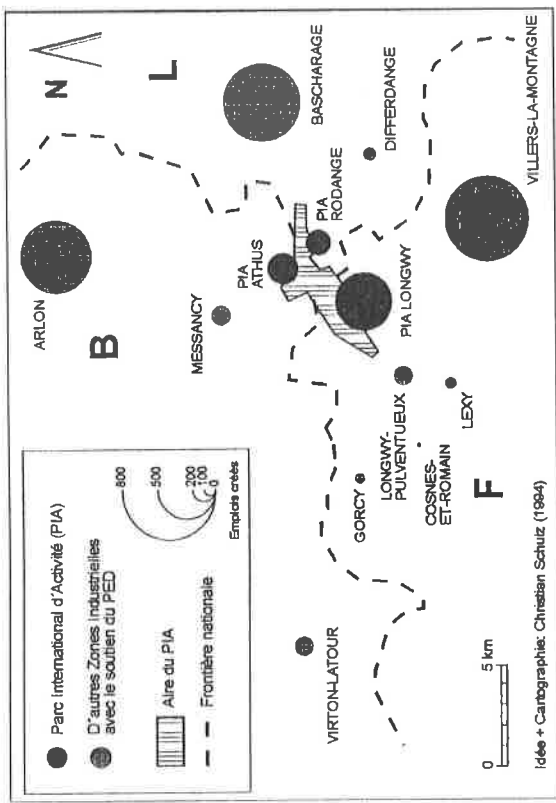 Parc International d'Activité (PIA)
D'autres Zones Industrielles
avec le soutien du PED
Aire du PIA
Frontière nationale
800
500
200
100
0
Emplois créés
N
L
B
F
ARLON
MESSANCY
BASCHARAGE
DIFFERDANGE
PIA
ATHUS
PIA
RODANGE
PIA LONGWY
VILLERS-LA-MONTAGNE
LONGWY-
PULVENTUEUX
GORCY
COSNES-
ET-ROMAIN
LEXY
VIRTON-LATOUR
0
5 km
Idée + Cartographie: Christian Schulz (1994)